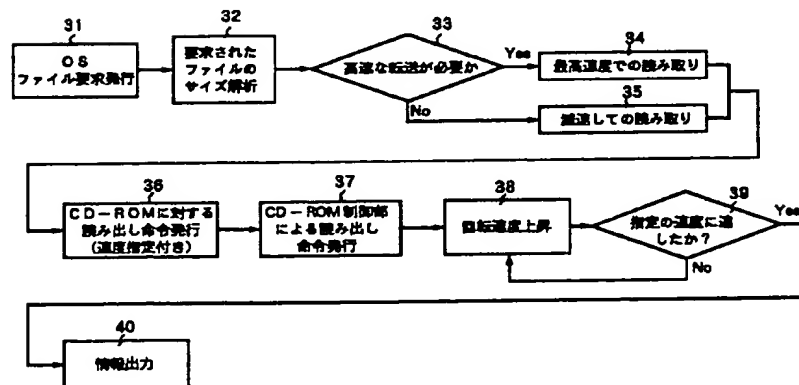 31
OS
ファイル要求発行
32
要求された
ファイルの
サイズ解析
33
高速な転送が必要か
Yes
No
34
最高速度での読み取り
35
減速しての読み取り
36
CD-ROMに対する
読み出し命令発行
(速度指定付き)
37
CD-ROM制御部
による読み出し
命令発行
38
回転速度上昇
39
指定の速度に達
したか?
Yes
No
40
情報出力